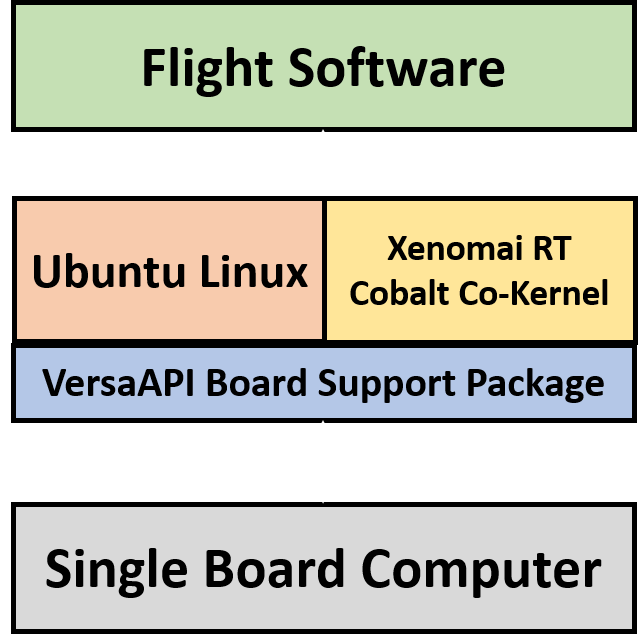 Flight Software
Ubuntu Linux
Xenomai RT
Cobalt Co-Kernel
VersaAPI Board Support Package
Single Board Computer